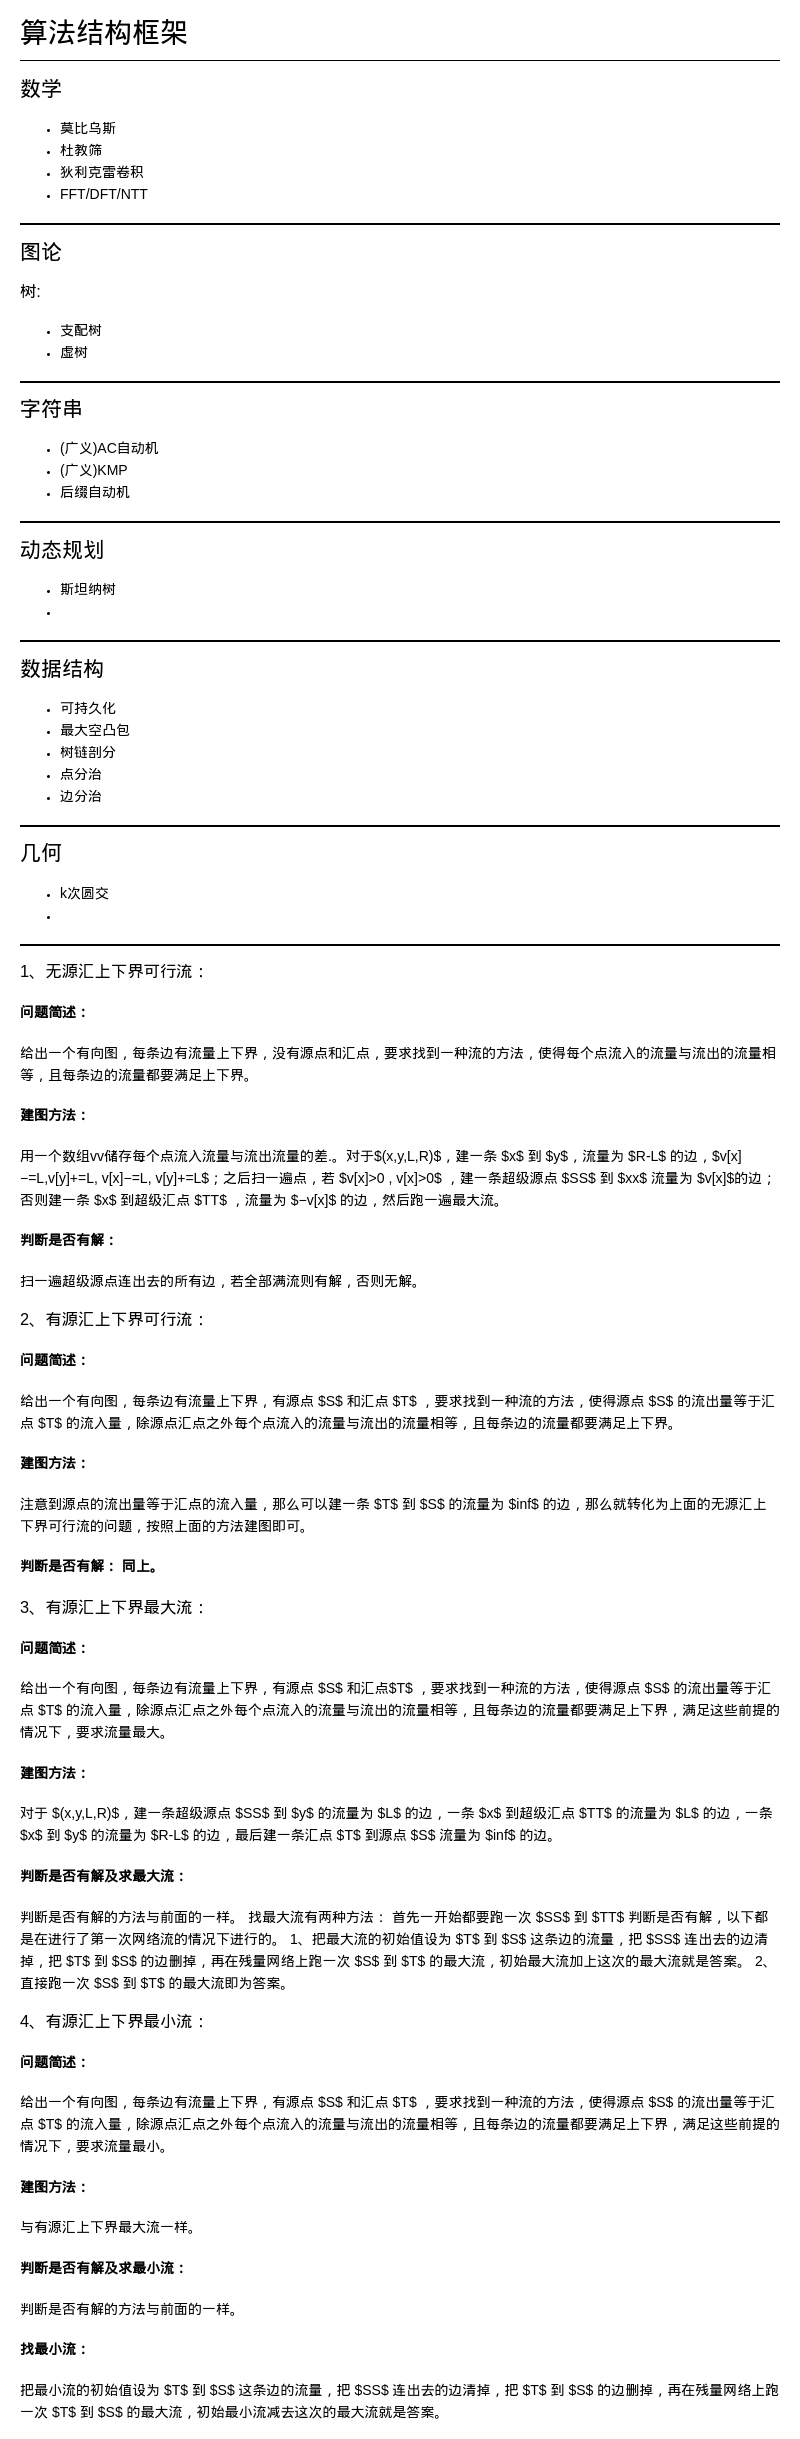 算法结构框架
数学
莫比乌斯
杜教筛
狄利克雷卷积
FFT/DFT/NTT
图论
树:
支配树
虚树
字符串
(广义)AC自动机
(广义)KMP
后缀自动机
动态规划
斯坦纳树
数据结构
可持久化
最大空凸包
树链剖分
点分治
边分治
几何
k次圆交
1、无源汇上下界可行流：
问题简述：
给出一个有向图，每条边有流量上下界，没有源点和汇点，要求找到一种流的方法，使得每个点流入的流量与流出的流量相
等，且每条边的流量都要满足上下界。
建图方法：
用一个数组vv储存每个点流入流量与流出流量的差.。对于$(x,y,L,R)$，建一条 $x$ 到 $y$，流量为 $R-L$ 的边，$v[x]
−=L,v[y]+=L, v[x]−=L, v[y]+=L$；之后扫一遍点，若 $v[x]>0 , v[x]>0$ ，建一条超级源点 $SS$ 到 $xx$ 流量为 $v[x]$的边；
否则建一条 $x$ 到超级汇点 $TT$ ，流量为 $−v[x]$ 的边，然后跑一遍最大流。
判断是否有解：
扫一遍超级源点连出去的所有边，若全部满流则有解，否则无解。
2、有源汇上下界可行流：
问题简述：
给出一个有向图，每条边有流量上下界，有源点 $S$ 和汇点 $T$ ，要求找到一种流的方法，使得源点 $S$ 的流出量等于汇
点 $T$ 的流入量，除源点汇点之外每个点流入的流量与流出的流量相等，且每条边的流量都要满足上下界。
建图方法：
注意到源点的流出量等于汇点的流入量，那么可以建一条 $T$ 到 $S$ 的流量为 $inf$ 的边，那么就转化为上面的无源汇上
下界可行流的问题，按照上面的方法建图即可。
判断是否有解： 同上。
3、有源汇上下界最大流：
问题简述：
给出一个有向图，每条边有流量上下界，有源点 $S$ 和汇点$T$ ，要求找到一种流的方法，使得源点 $S$ 的流出量等于汇
点 $T$ 的流入量，除源点汇点之外每个点流入的流量与流出的流量相等，且每条边的流量都要满足上下界，满足这些前提的
情况下，要求流量最大。
建图方法：
对于 $(x,y,L,R)$，建一条超级源点 $SS$ 到 $y$ 的流量为 $L$ 的边，一条 $x$ 到超级汇点 $TT$ 的流量为 $L$ 的边，一条
$x$ 到 $y$ 的流量为 $R-L$ 的边，最后建一条汇点 $T$ 到源点 $S$ 流量为 $inf$ 的边。
判断是否有解及求最大流：
判断是否有解的方法与前面的一样。 找最大流有两种方法： 首先一开始都要跑一次 $SS$ 到 $TT$ 判断是否有解，以下都
是在进行了第一次网络流的情况下进行的。 1、把最大流的初始值设为 $T$ 到 $S$ 这条边的流量，把 $SS$ 连出去的边清
掉，把 $T$ 到 $S$ 的边删掉，再在残量网络上跑一次 $S$ 到 $T$ 的最大流，初始最大流加上这次的最大流就是答案。 2、
直接跑一次 $S$ 到 $T$ 的最大流即为答案。
4、有源汇上下界最小流：
问题简述：
给出一个有向图，每条边有流量上下界，有源点 $S$ 和汇点 $T$ ，要求找到一种流的方法，使得源点 $S$ 的流出量等于汇
点 $T$ 的流入量，除源点汇点之外每个点流入的流量与流出的流量相等，且每条边的流量都要满足上下界，满足这些前提的
情况下，要求流量最小。
建图方法：
与有源汇上下界最大流一样。
判断是否有解及求最小流：
判断是否有解的方法与前面的一样。
找最小流：
把最小流的初始值设为 $T$ 到 $S$ 这条边的流量，把 $SS$ 连出去的边清掉，把 $T$ 到 $S$ 的边删掉，再在残量网络上跑
一次 $T$ 到 $S$ 的最大流，初始最小流减去这次的最大流就是答案。